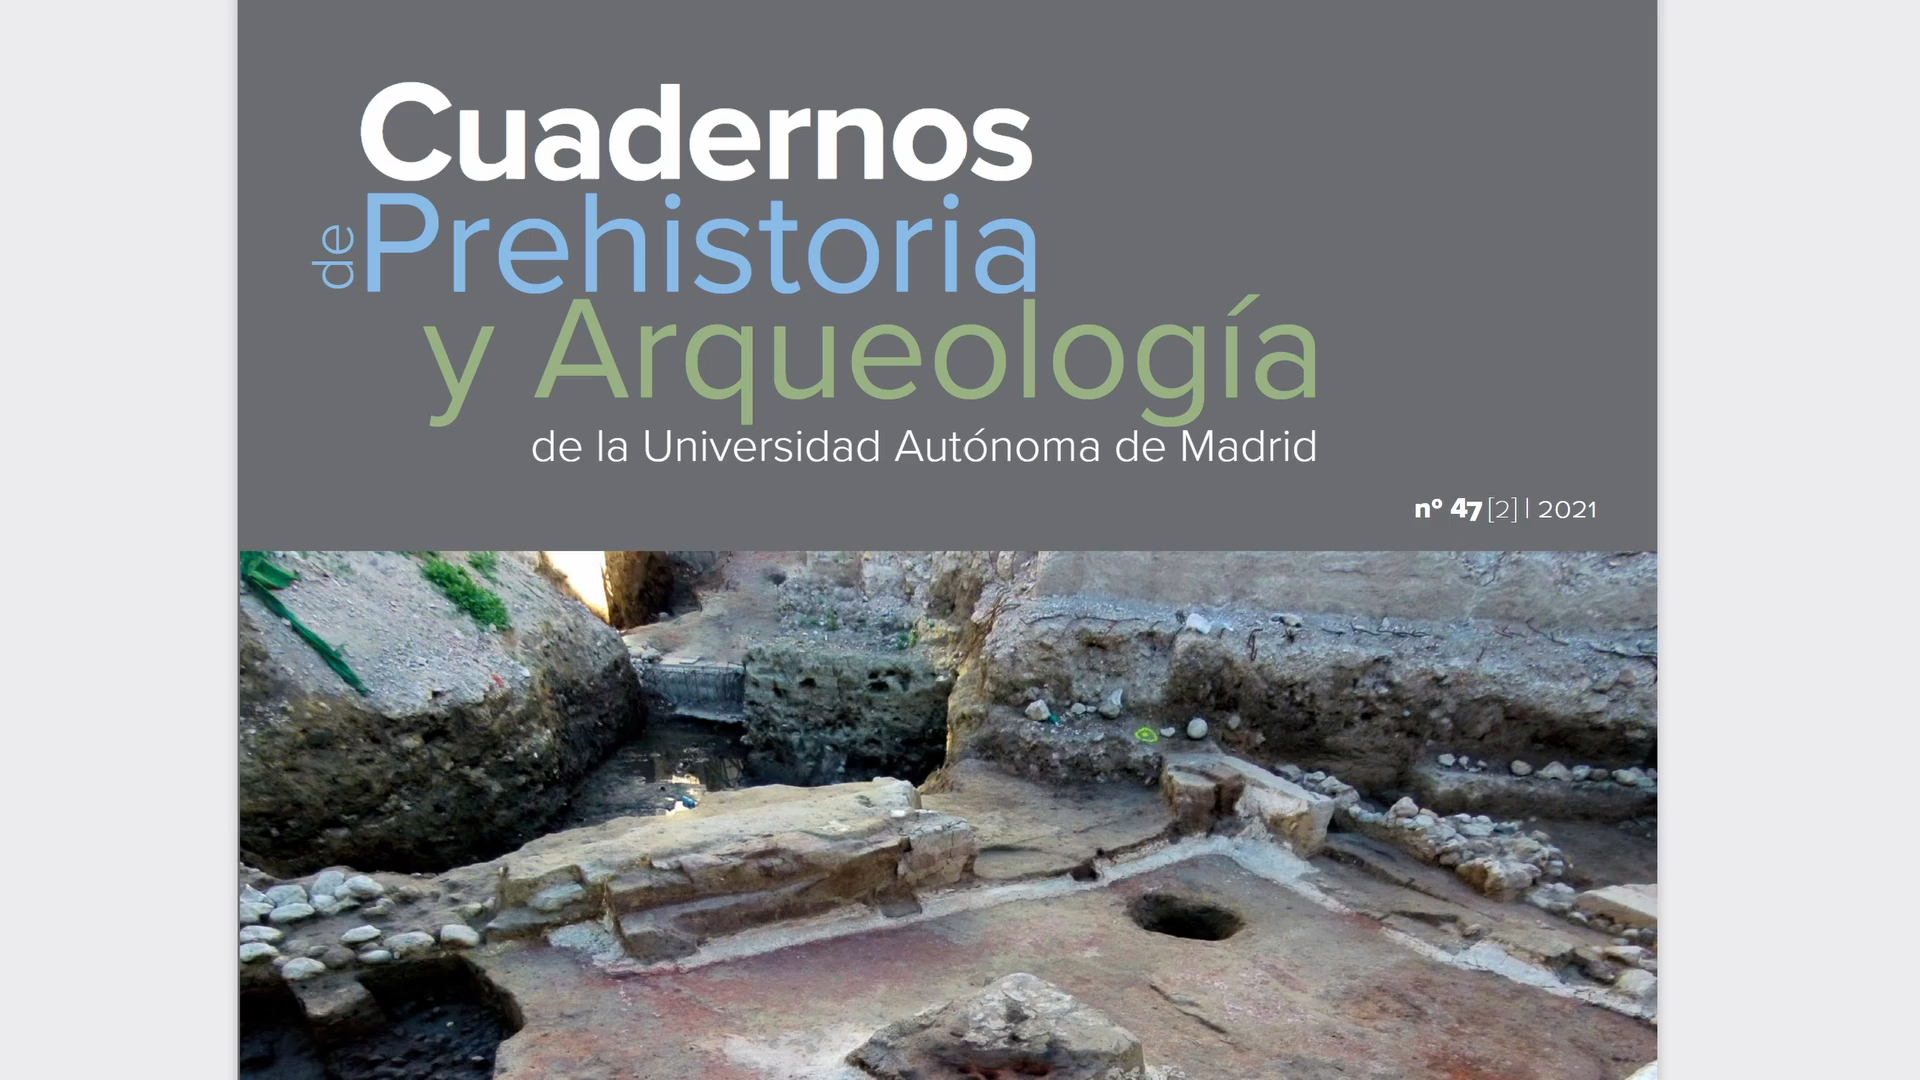 Cuadernos
de Prehistoria
y Arqueología
de la Universidad Autónoma de Madrid
nº 47 [2] | 2021